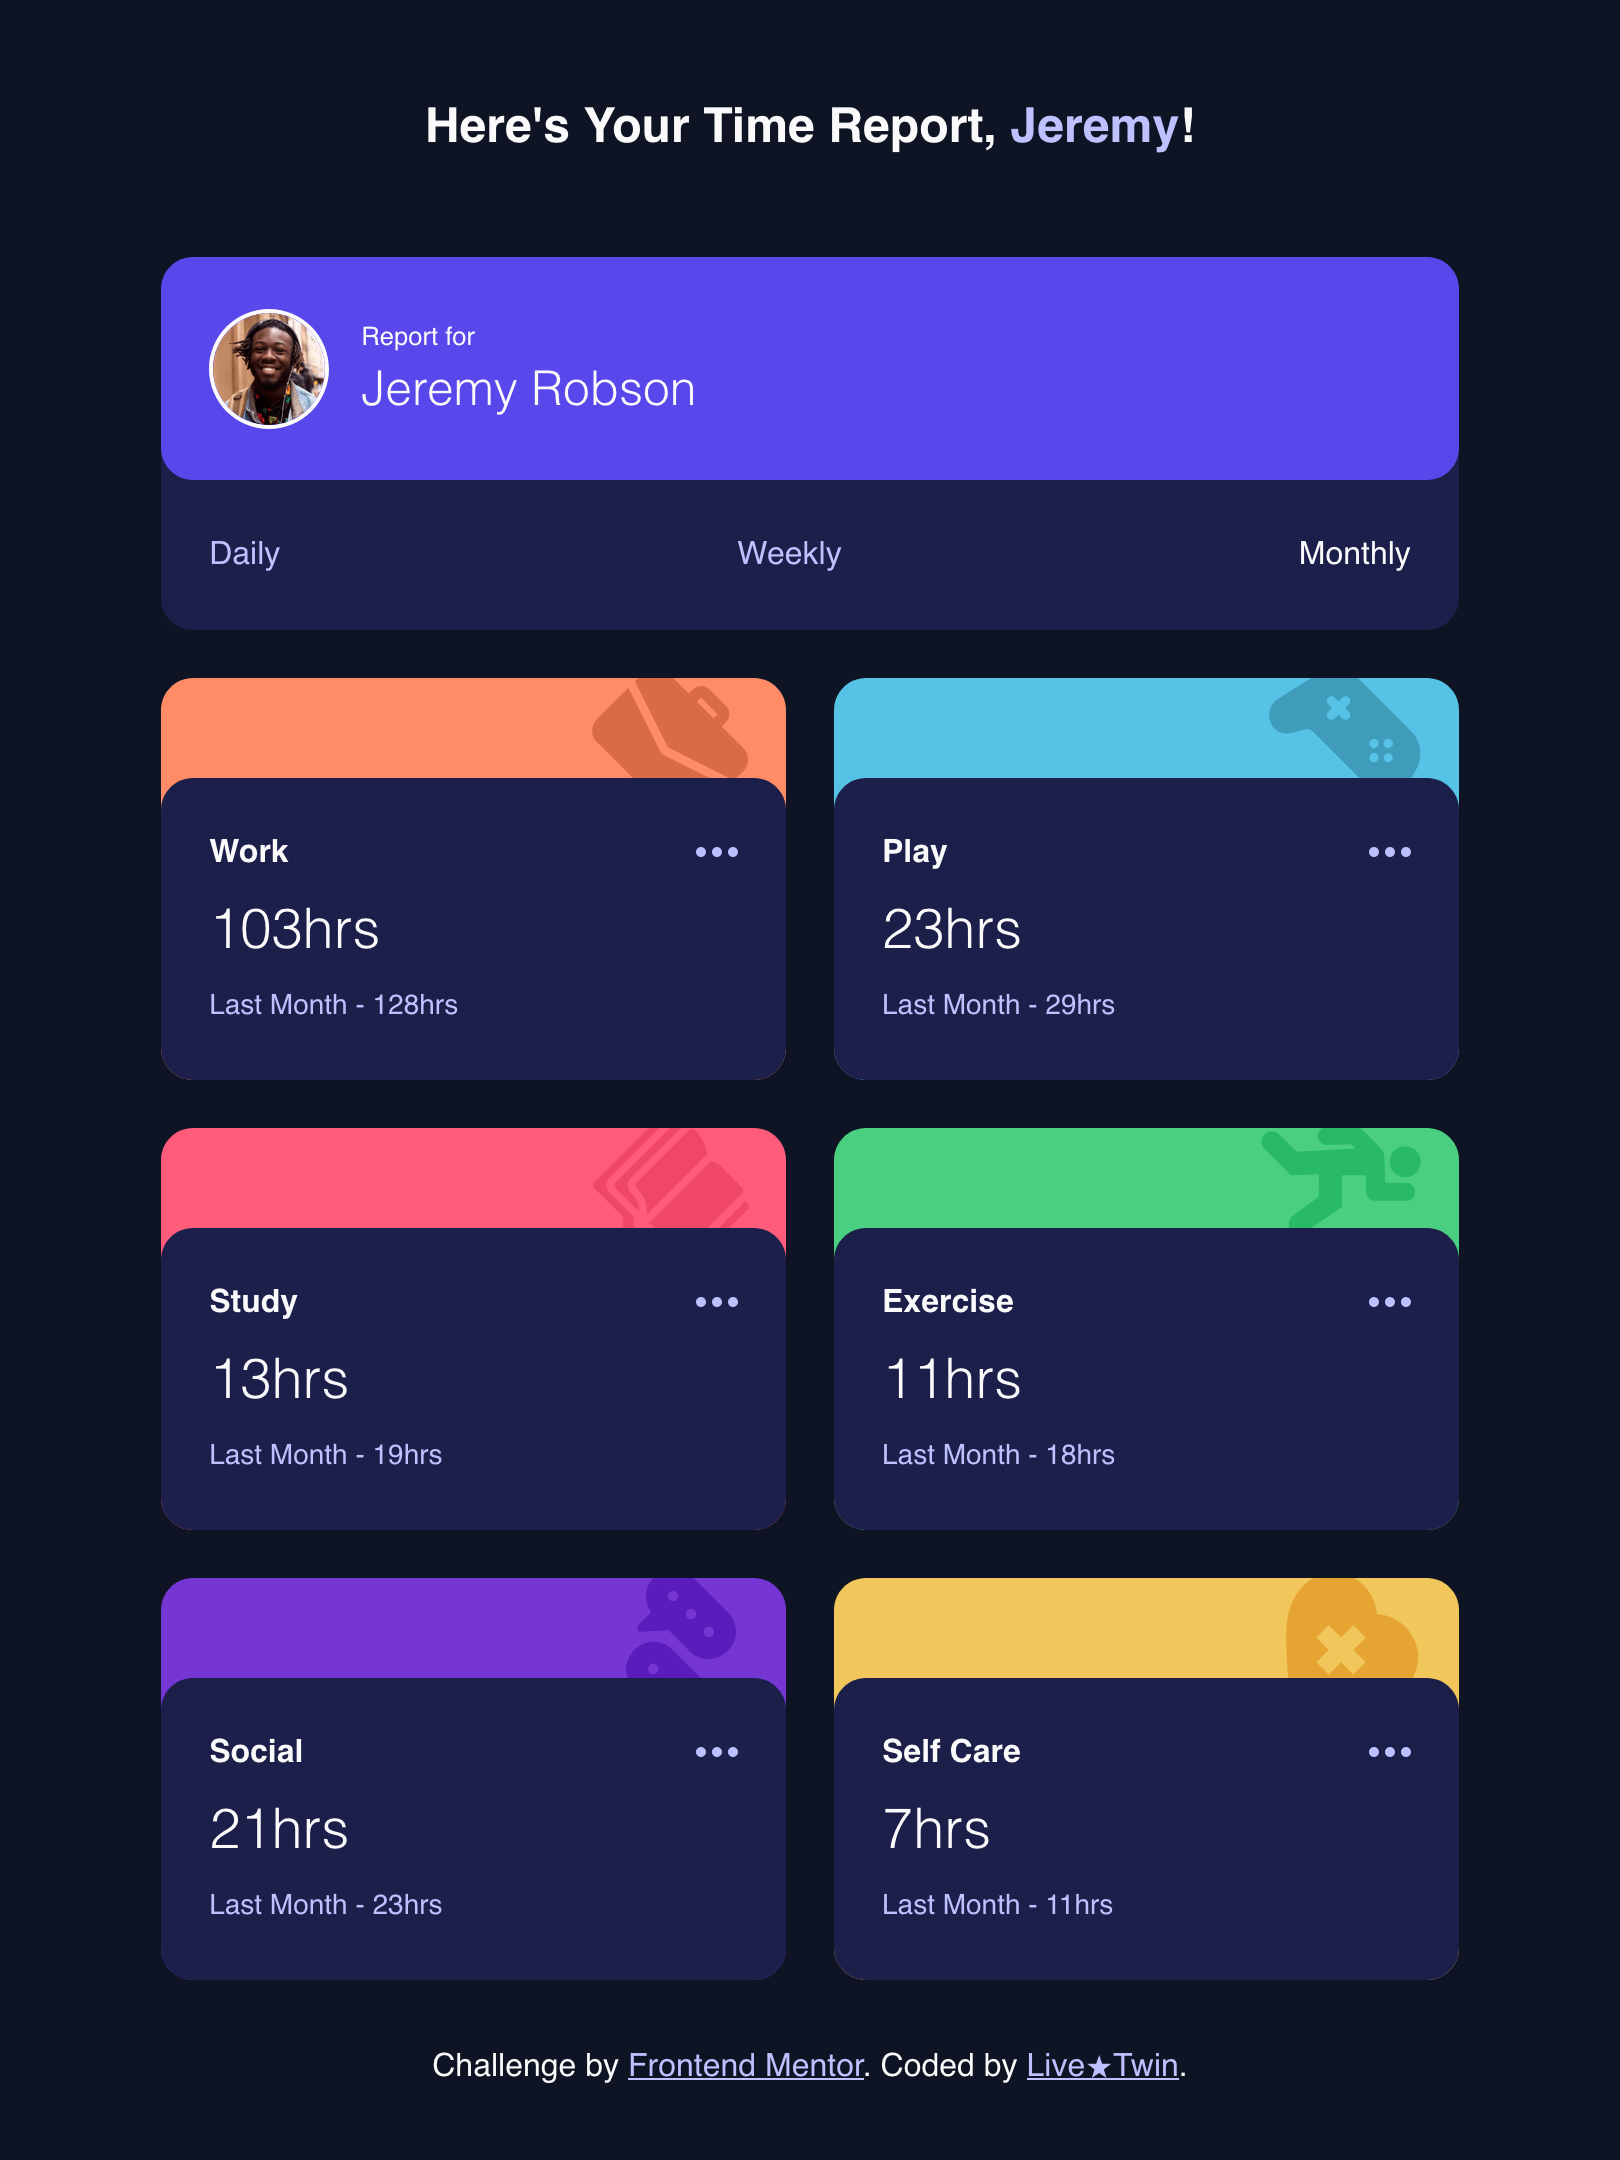 Here's Your Time Report, Jeremy!
Report for
Jeremy Robson
Daily
Weekly
Monthly
Work
103hrs
Last Month - 128hrs
Play
23hrs
Last Month - 29hrs
Study
13hrs
Last Month - 19hrs
Exercise
11hrs
Last Month - 18hrs
Social
21hrs
Last Month - 23hrs
Self Care
7hrs
Last Month - 11hrs
Challenge by Frontend Mentor. Coded by Live★Twin.